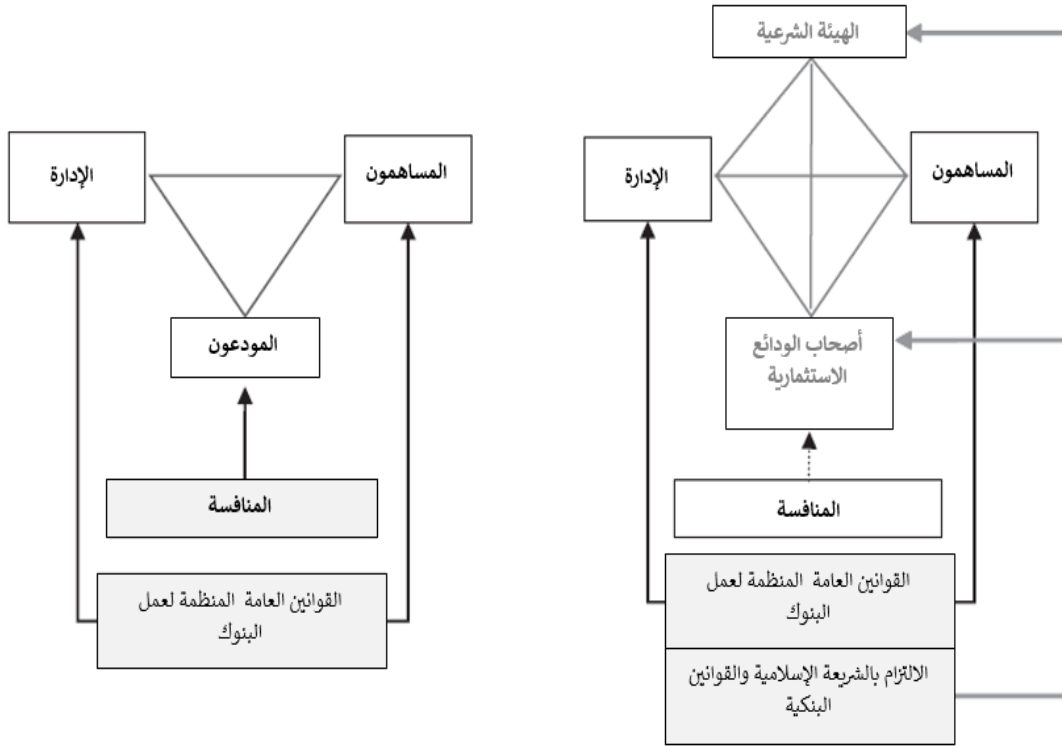 الهيئة الشرعية
المساهمون
الإدارة
أصحاب الودائع
الاستثمارية
المنافسة
القوانين العامة المنظمة لعمل
البنوك
الالتزام بالشريعة الإسلامية والقوانين
البنكية
المساهمون
الإدارة
المودعون
المنافسة
القوانين العامة المنظمة لعمل
البنوك